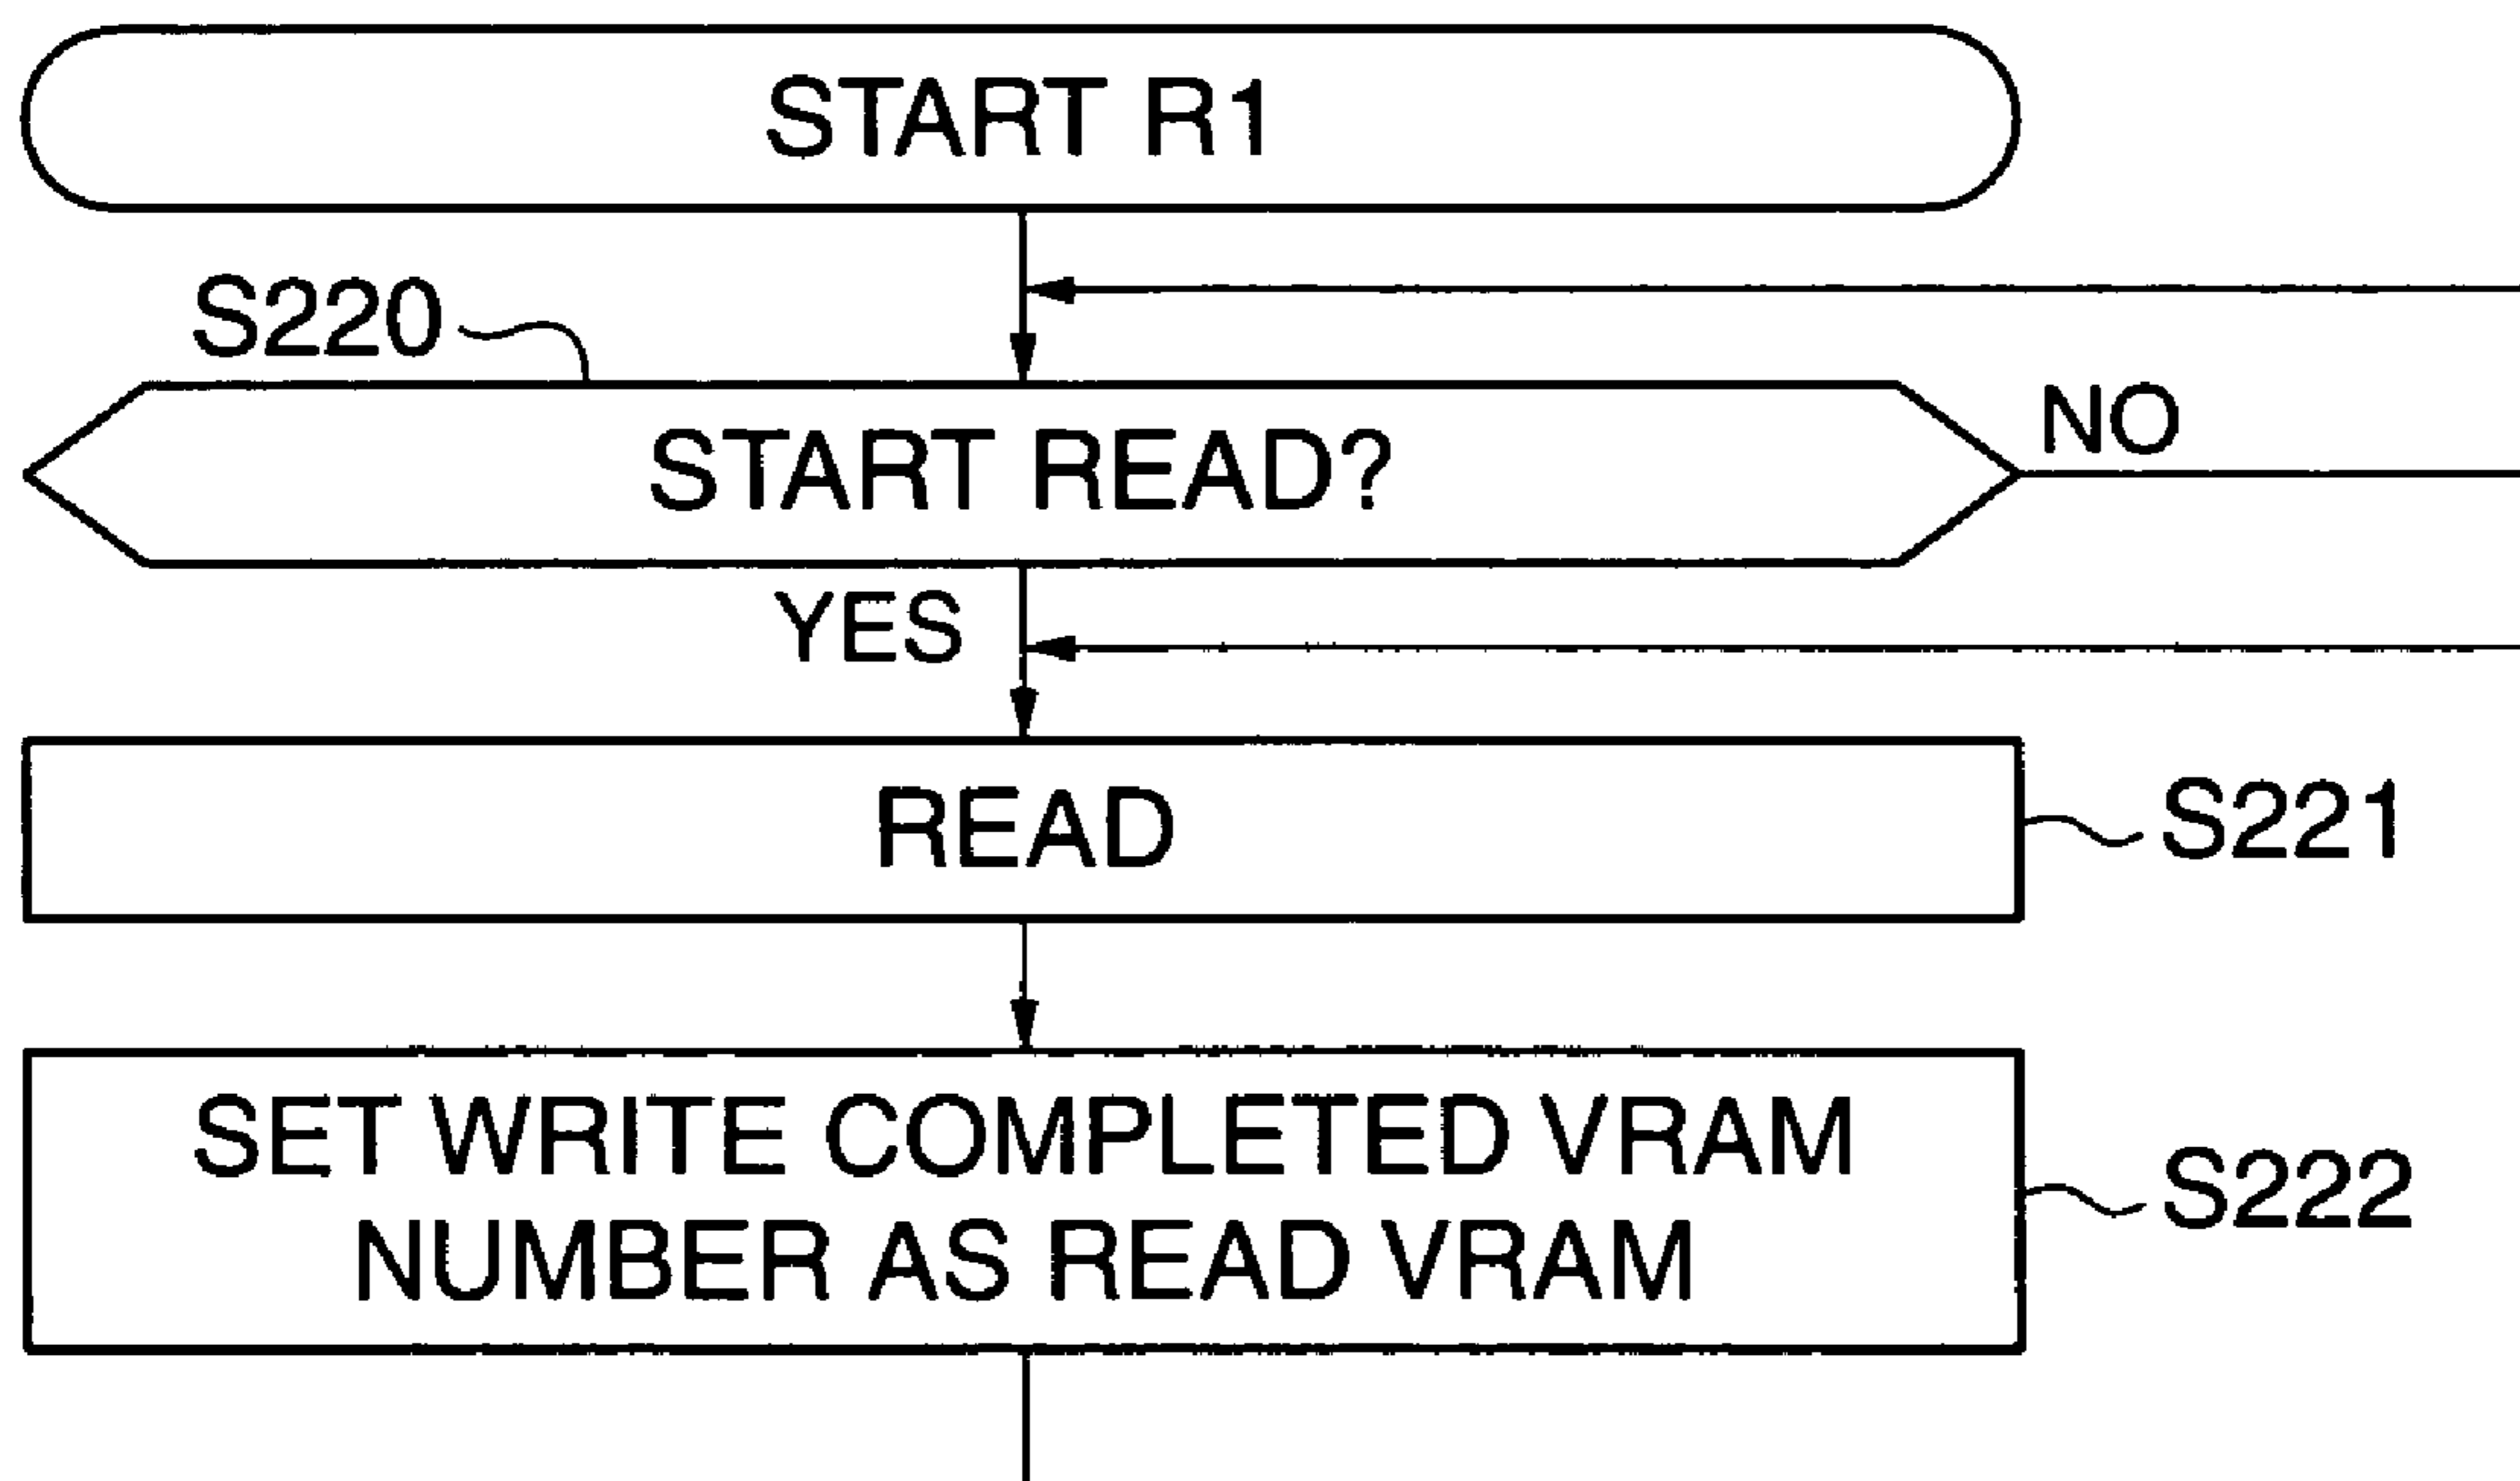 START R1
S220
START READ?
NO
YES
READ
S221
SET WRITE COMPLETED VRAM
NUMBER AS READ VRAM
S222